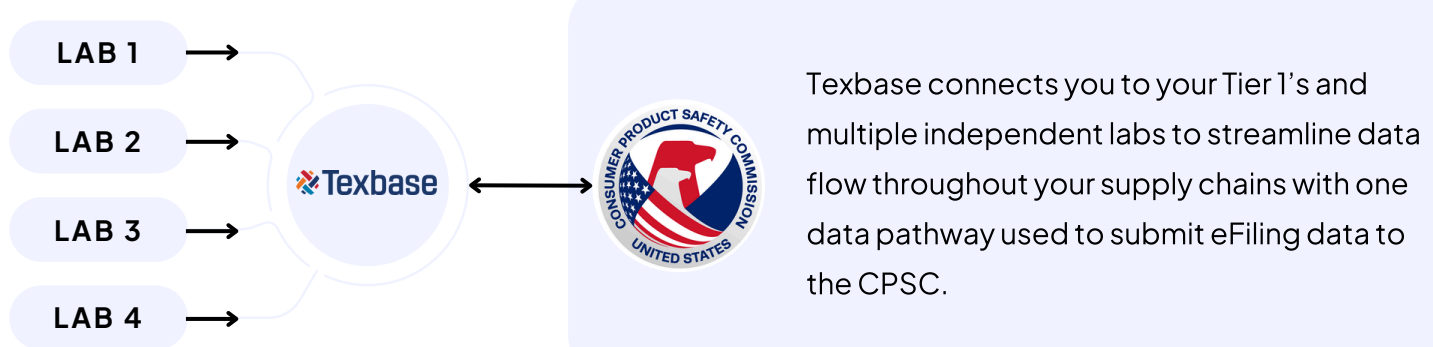 LAB 1
LAB 2
LAB 3
LAB 4
Texbase
CONSUMER PRODUCT SAFETY COMMISSION
UNITED STATES
Texbase connects you to your Tier 1's and
multiple independent labs to streamline data
flow throughout your supply chains with one
data pathway used to submit eFiling data to
the CPSC.